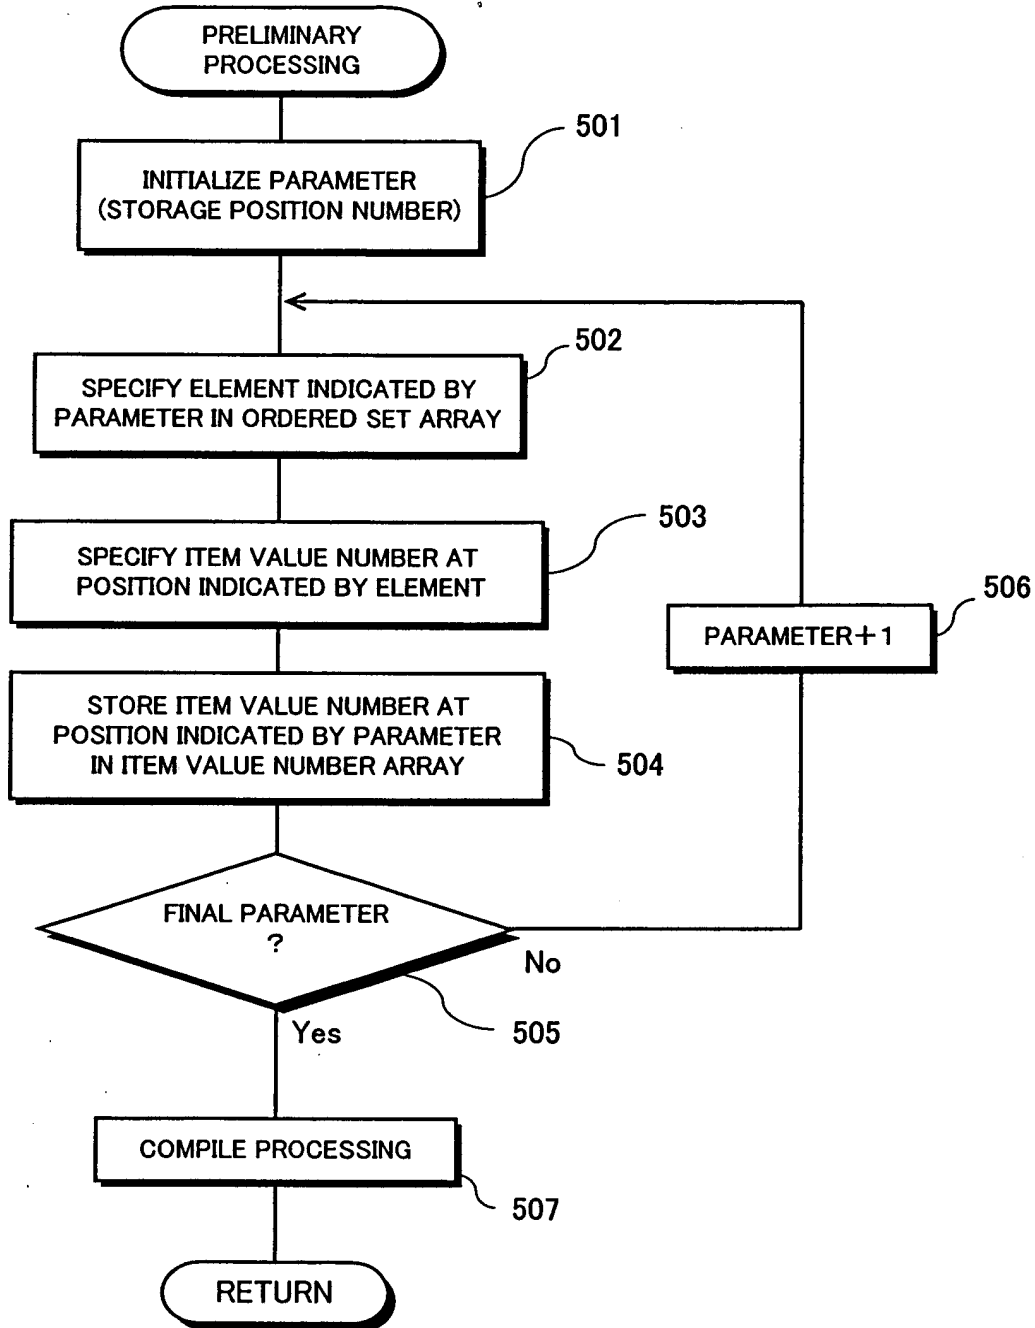 PRELIMINARY
PROCESSING
501
INITIALIZE PARAMETER
(STORAGE POSITION NUMBER)
502
SPECIFY ELEMENT INDICATED BY
PARAMETER IN ORDERED SET ARRAY
503
SPECIFY ITEM VALUE NUMBER AT
POSITION INDICATED BY ELEMENT
506
PARAMETER+1
STORE ITEM VALUE NUMBER AT
POSITION INDICATED BY PARAMETER
IN ITEM VALUE NUMBER ARRAY
504
FINAL PARAMETER
?
No
505
Yes
COMPILE PROCESSING
507
RETURN